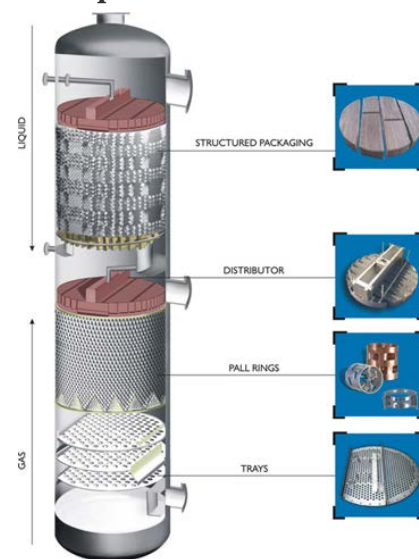 LIQUID
STRUCTURED PACKAGING
DISTRIBUTOR
PALL RINGS
GAS
TRAYS